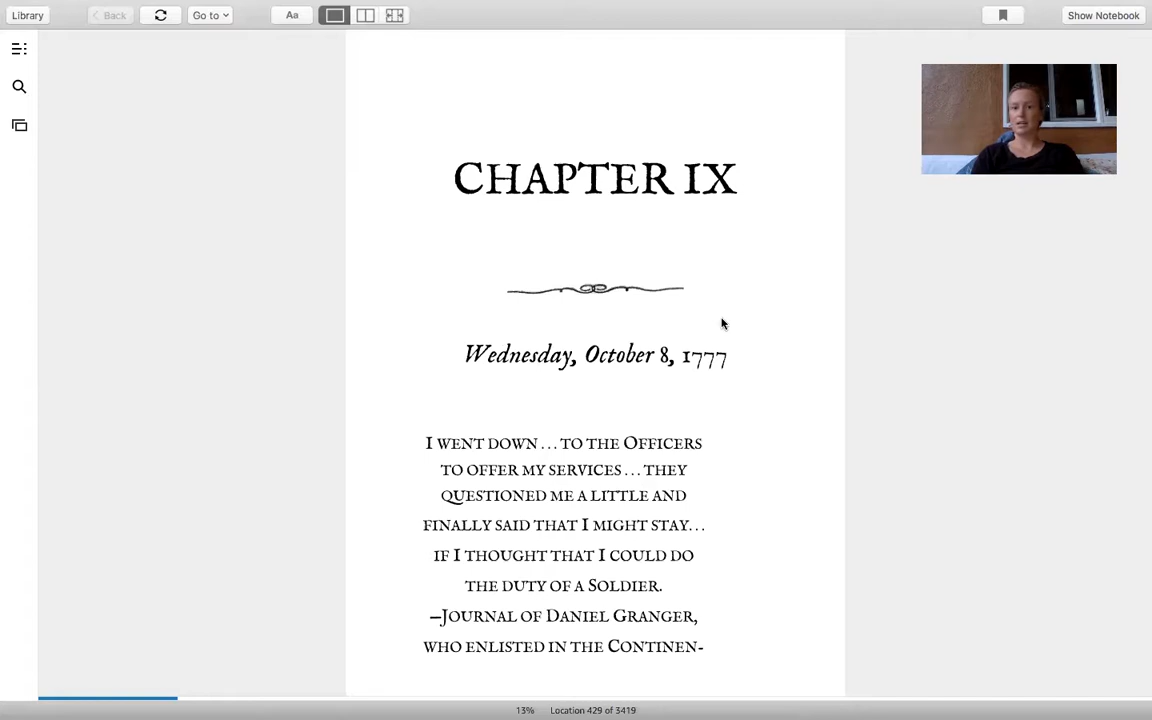 Library
Back
Go to
Aa
Show Notebook
CHAPTER IX
Wednesday, October 8, 1777
I WENT DOWN . . . TO THE OFFICERS
TO OFFER MY SERVICES . . . THEY
QUESTIONED ME A LITTLE AND
FINALLY SAID THAT I MIGHT STAY. . .
IF I THOUGHT THAT I COULD DO
THE DUTY OF A SOLDIER.
–JOURNAL OF DANIEL GRANGER,
WHO ENLISTED IN THE CONTINEN-
13% Location 429 of 3419